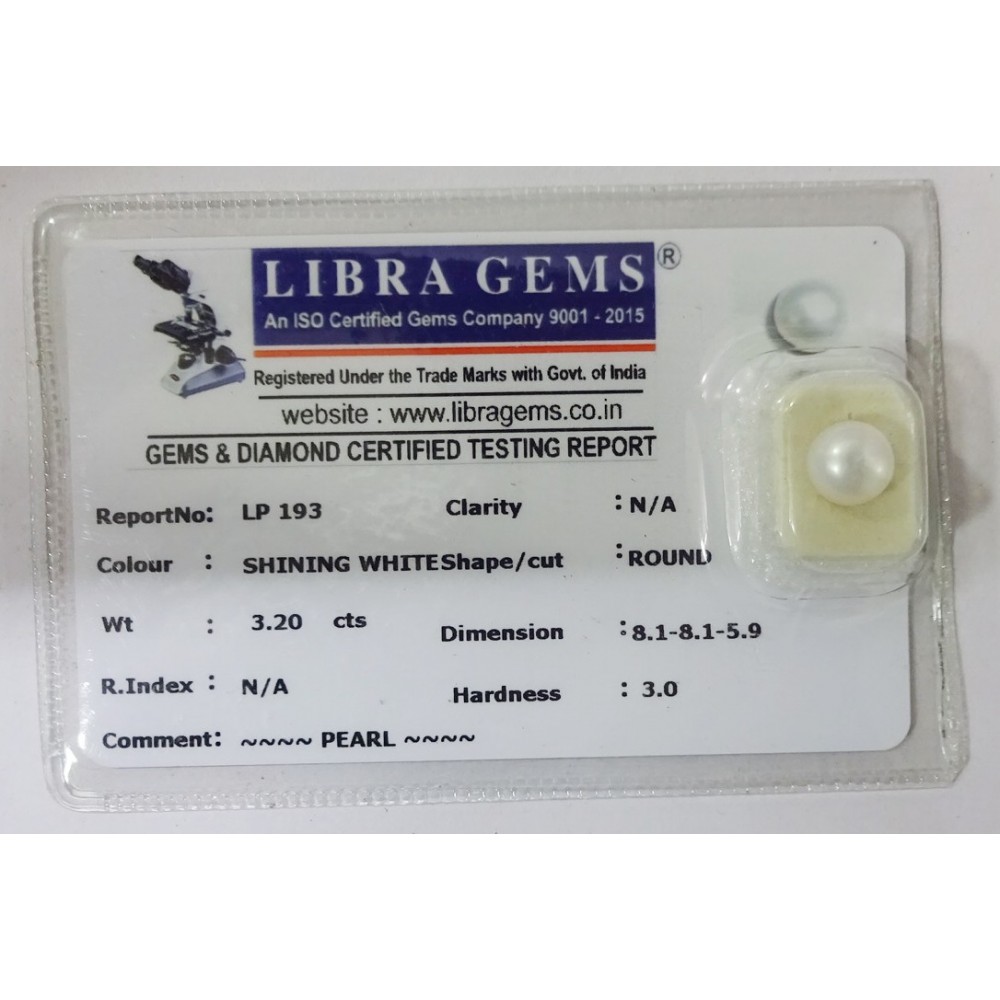 LIBRA GEMS ®
An ISO Certified Gems Company 9001 - 2015
Registered Under the Trade Marks with Govt. of India
website : www.libragems.co.in
GEMS & DIAMOND CERTIFIED TESTING REPORT
ReportNo: LP 193 Clarity : N/A
Colour : SHINING WHITE Shape/cut : ROUND
Wt : 3.20 cts Dimension : 8.1-8.1-5.9
R.Index : N/A Hardness : 3.0
Comment: ~~~~ PEARL ~~~~